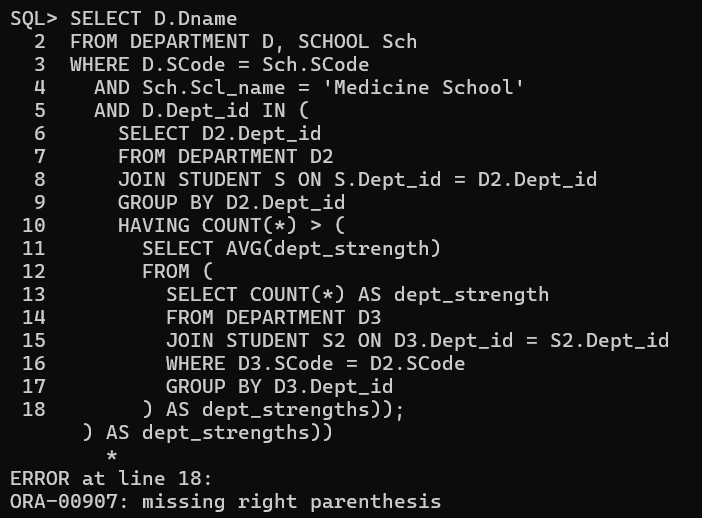 SQL> SELECT D.Dname
  2  FROM DEPARTMENT D, SCHOOL Sch
  3  WHERE D.SCode = Sch.SCode
  4    AND Sch.Scl_name = 'Medicine School'
  5    AND D.Dept_id IN (
  6      SELECT D2.Dept_id
  7      FROM DEPARTMENT D2
  8      JOIN STUDENT S ON S.Dept_id = D2.Dept_id
  9      GROUP BY D2.Dept_id
 10      HAVING COUNT(*) > (
 11        SELECT AVG(dept_strength)
 12        FROM (
 13          SELECT COUNT(*) AS dept_strength
 14          FROM DEPARTMENT D3
 15          JOIN STUDENT S2 ON D3.Dept_id = S2.Dept_id
 16          WHERE D3.SCode = D2.SCode
 17          GROUP BY D3.Dept_id
 18        ) AS dept_strengths));
      ) AS dept_strengths))
        *
ERROR at line 18:
ORA-00907: missing right parenthesis